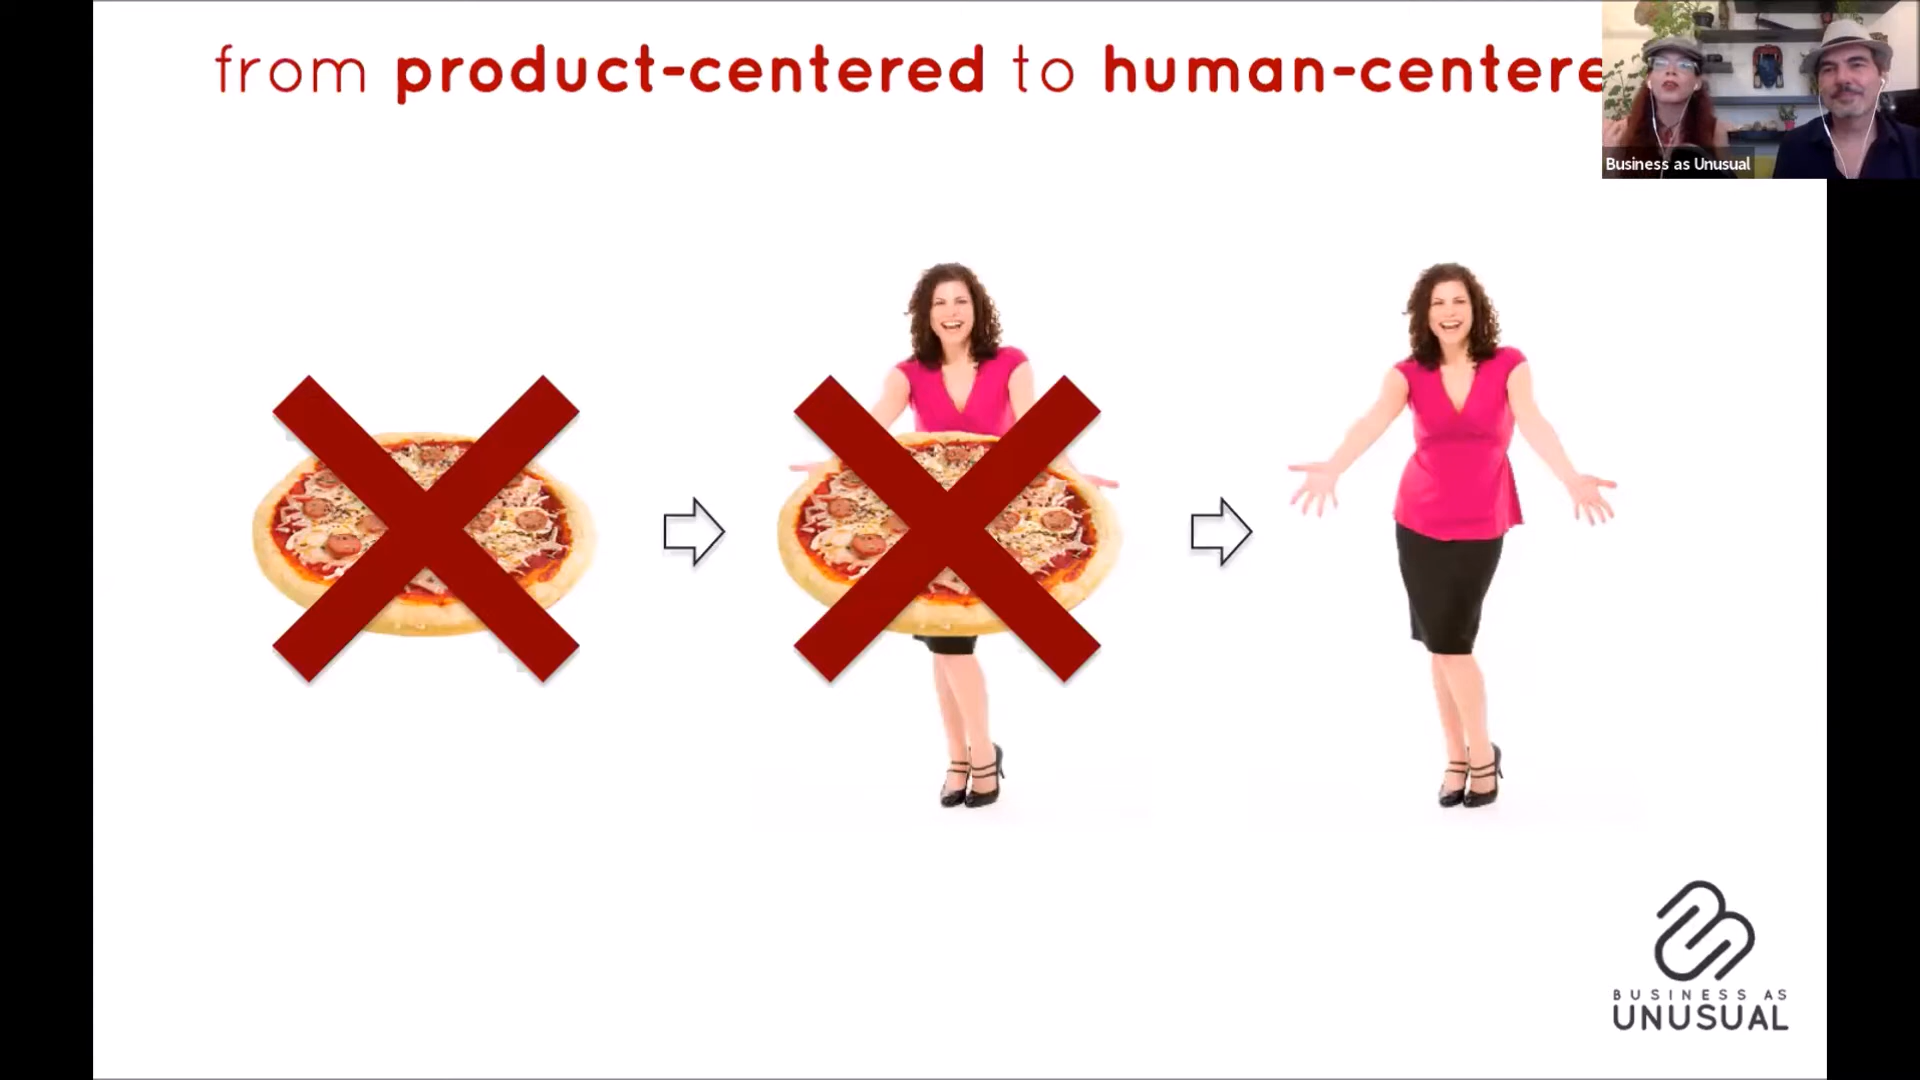 from product-centered to human-centere
Business as Unusual
BUSINESS AS
UNUSUAL